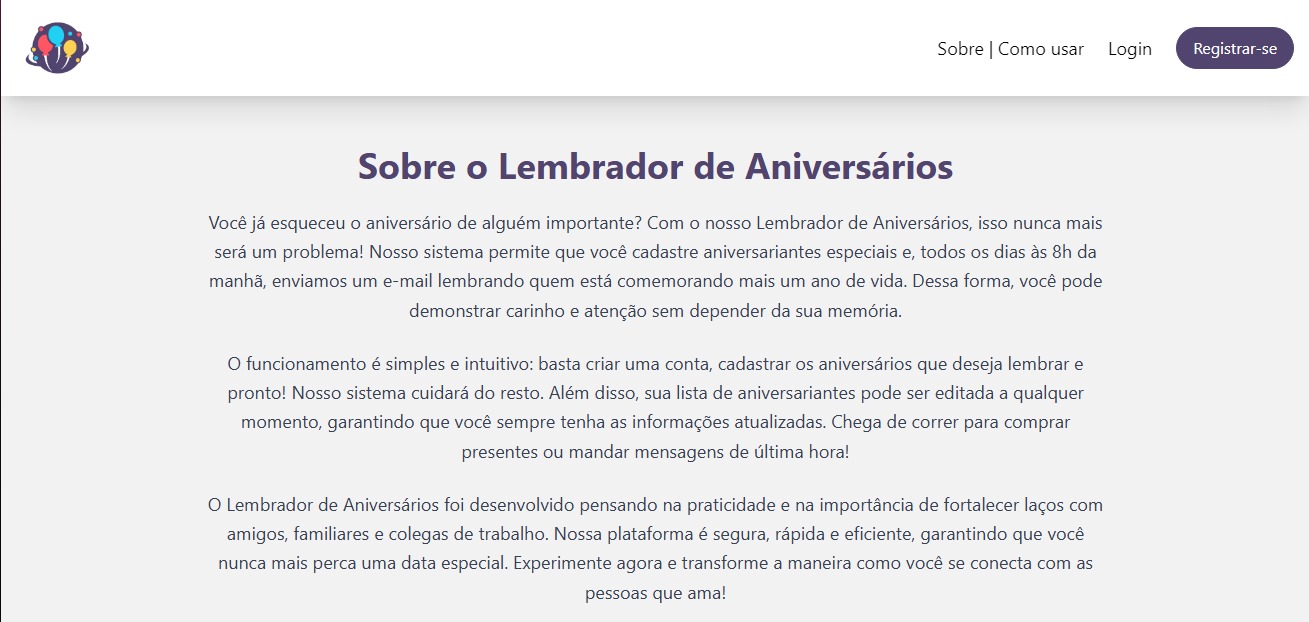 Sobre | Como usar
Login
Registrar-se
Sobre o Lembrador de Aniversários
Você já esqueceu o aniversário de alguém importante? Com o nosso Lembrador de Aniversários, isso nunca mais
será um problema! Nosso sistema permite que você cadastre aniversariantes especiais e, todos os dias às 8h da
manhã, enviamos um e-mail lembrando quem está comemorando mais um ano de vida. Dessa forma, você pode
demonstrar carinho e atenção sem depender da sua memória.
O funcionamento é simples e intuitivo: basta criar uma conta, cadastrar os aniversários que deseja lembrar e
pronto! Nosso sistema cuidará do resto. Além disso, sua lista de aniversariantes pode ser editada a qualquer
momento, garantindo que você sempre tenha as informações atualizadas. Chega de correr para comprar
presentes ou mandar mensagens de última hora!
O Lembrador de Aniversários foi desenvolvido pensando na praticidade e na importância de fortalecer laços com
amigos, familiares e colegas de trabalho. Nossa plataforma é segura, rápida e eficiente, garantindo que você
nunca mais perca uma data especial. Experimente agora e transforme a maneira como você se conecta com as
pessoas que ama!